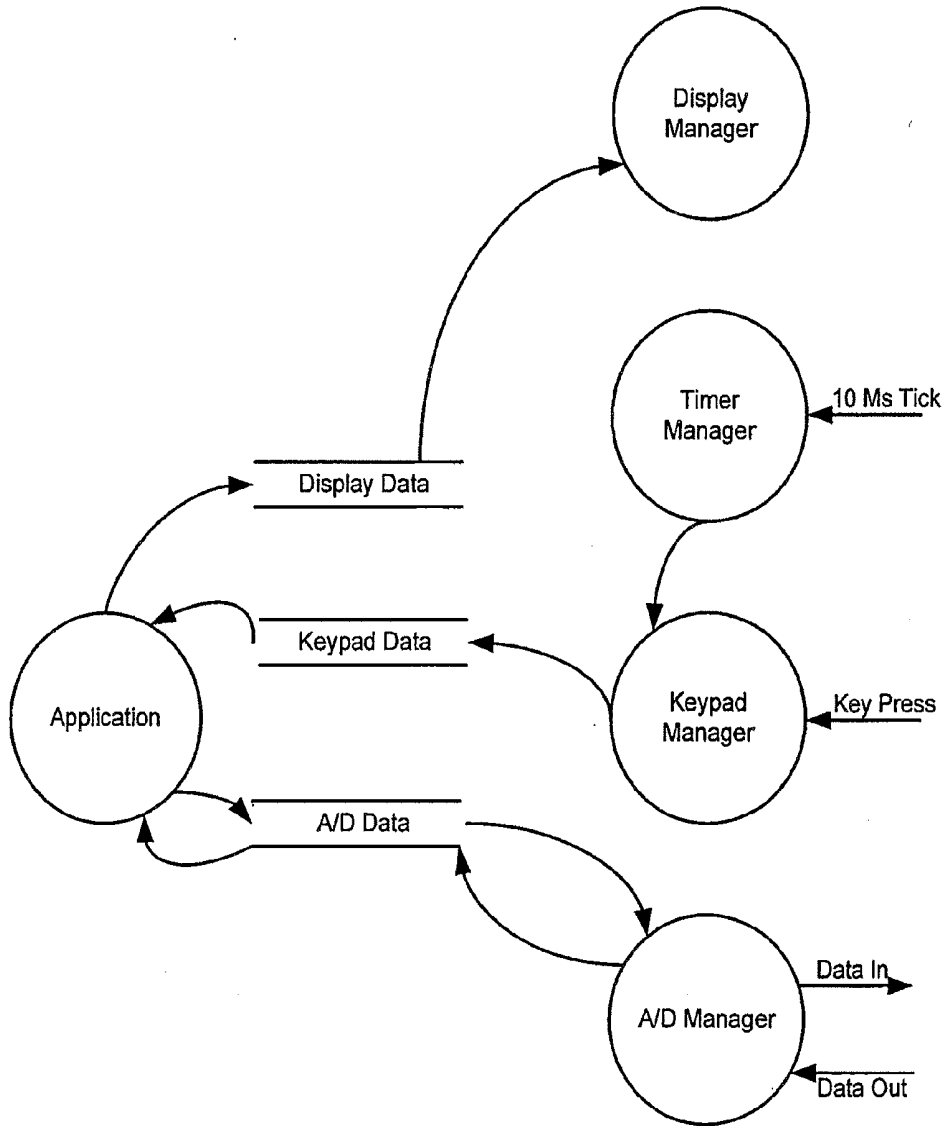 Display
Manager
Timer
Manager
10 Ms Tick
Display Data
Keypad Data
Application
Keypad
Manager
Key Press
A/D Data
A/D Manager
Data In
Data Out